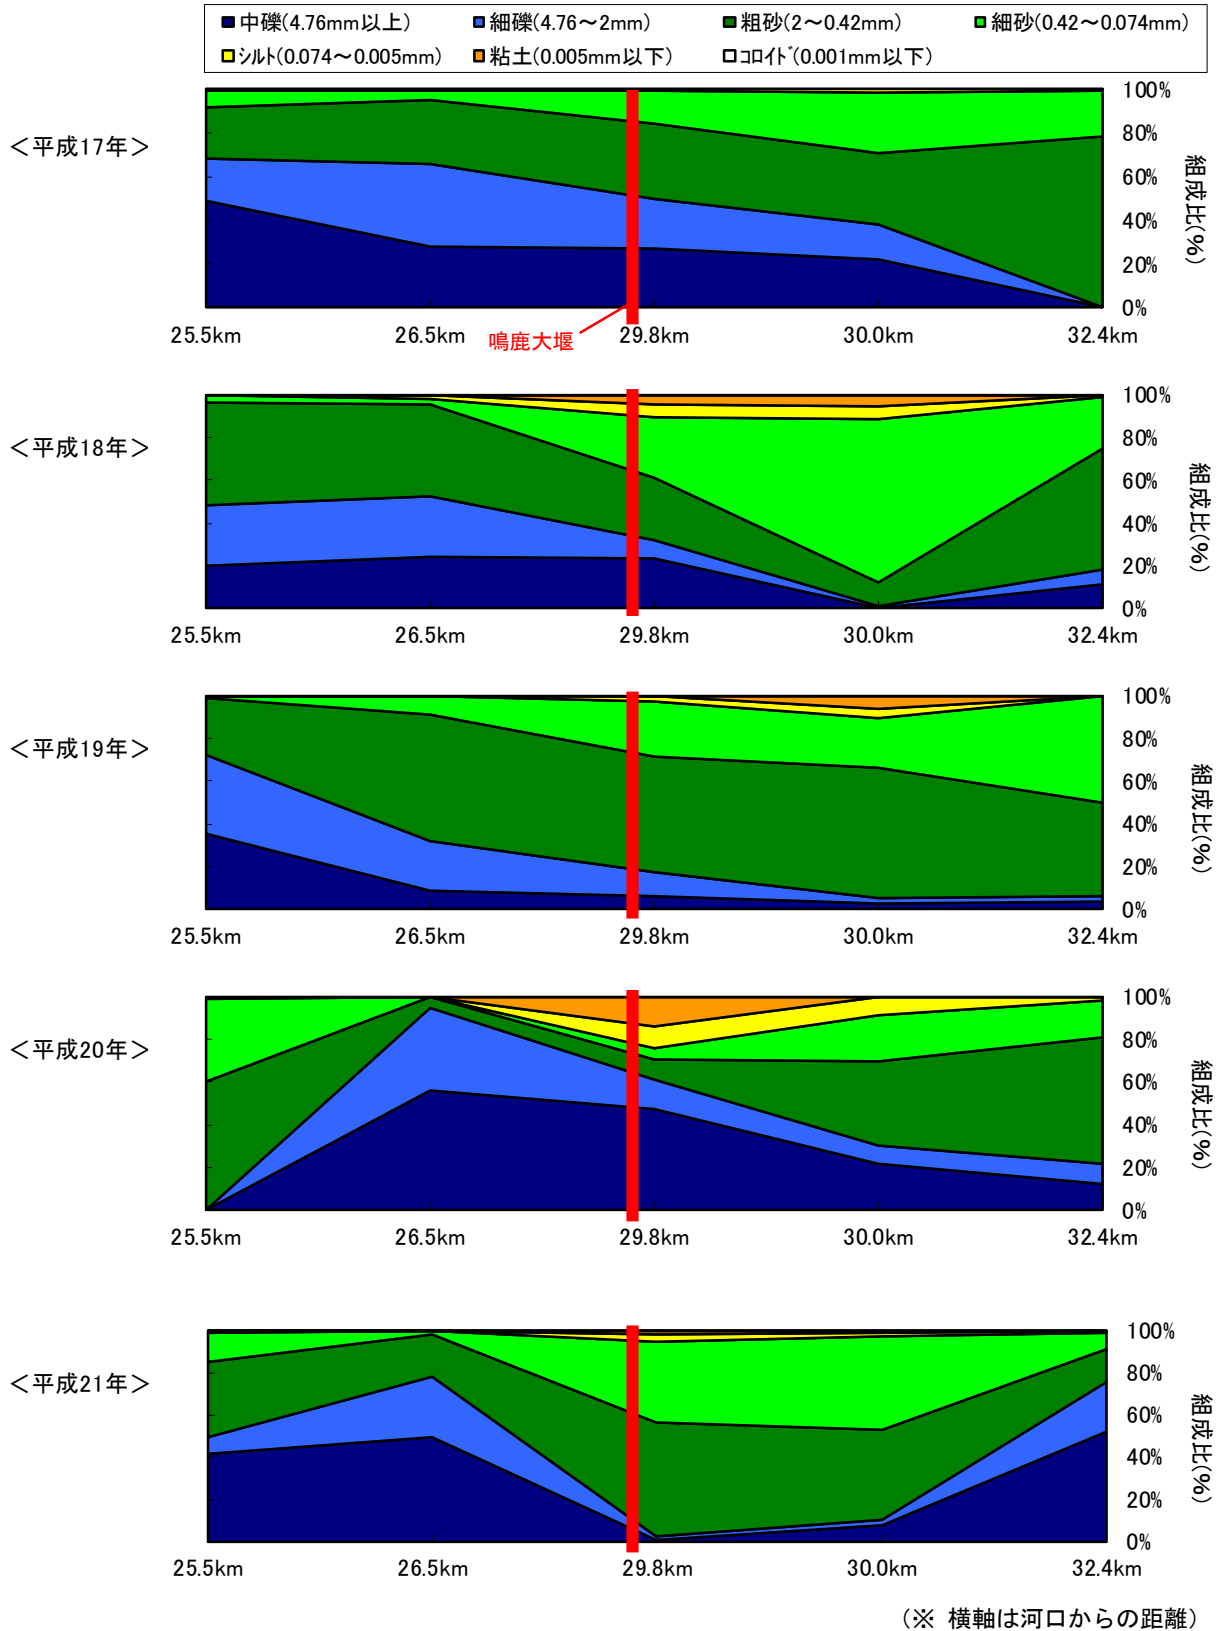 ■中礫(4.76mm以上) ■細礫(4.76～2mm) ■粗砂(2～0.42mm) ■細砂(0.42～0.074mm)
□ｼﾙﾄ(0.074～0.005mm) ■粘土(0.005mm以下) □ｺﾛｲﾄﾞ(0.001mm以下)
＜平成17年＞
100%
80%
60%
40%
20%
0%
組成比(%)
25.5km 26.5km 29.8km 30.0km 32.4km
鳴鹿大堰
＜平成18年＞
100%
80%
60%
40%
20%
0%
組成比(%)
25.5km 26.5km 29.8km 30.0km 32.4km
＜平成19年＞
100%
80%
60%
40%
20%
0%
組成比(%)
25.5km 26.5km 29.8km 30.0km 32.4km
＜平成20年＞
100%
80%
60%
40%
20%
0%
組成比(%)
25.5km 26.5km 29.8km 30.0km 32.4km
＜平成21年＞
100%
80%
60%
40%
20%
0%
組成比(%)
25.5km 26.5km 29.8km 30.0km 32.4km
(※ 横軸は河口からの距離)